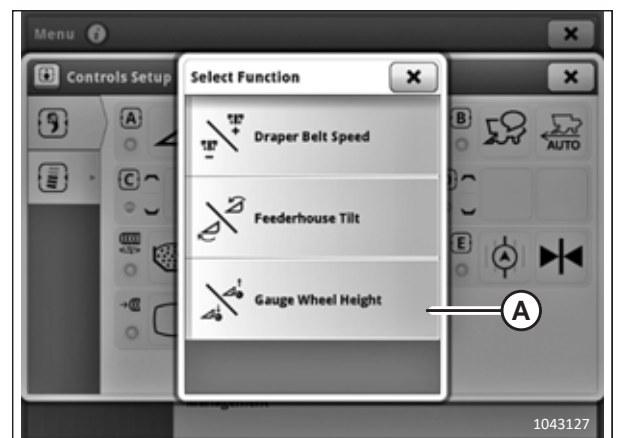 Menu
Controls Setup
Select Function
A
B
AUTO
Draper Belt Speed
C
Feederhouse Tilt
E
Gauge Wheel Height
A
1043127